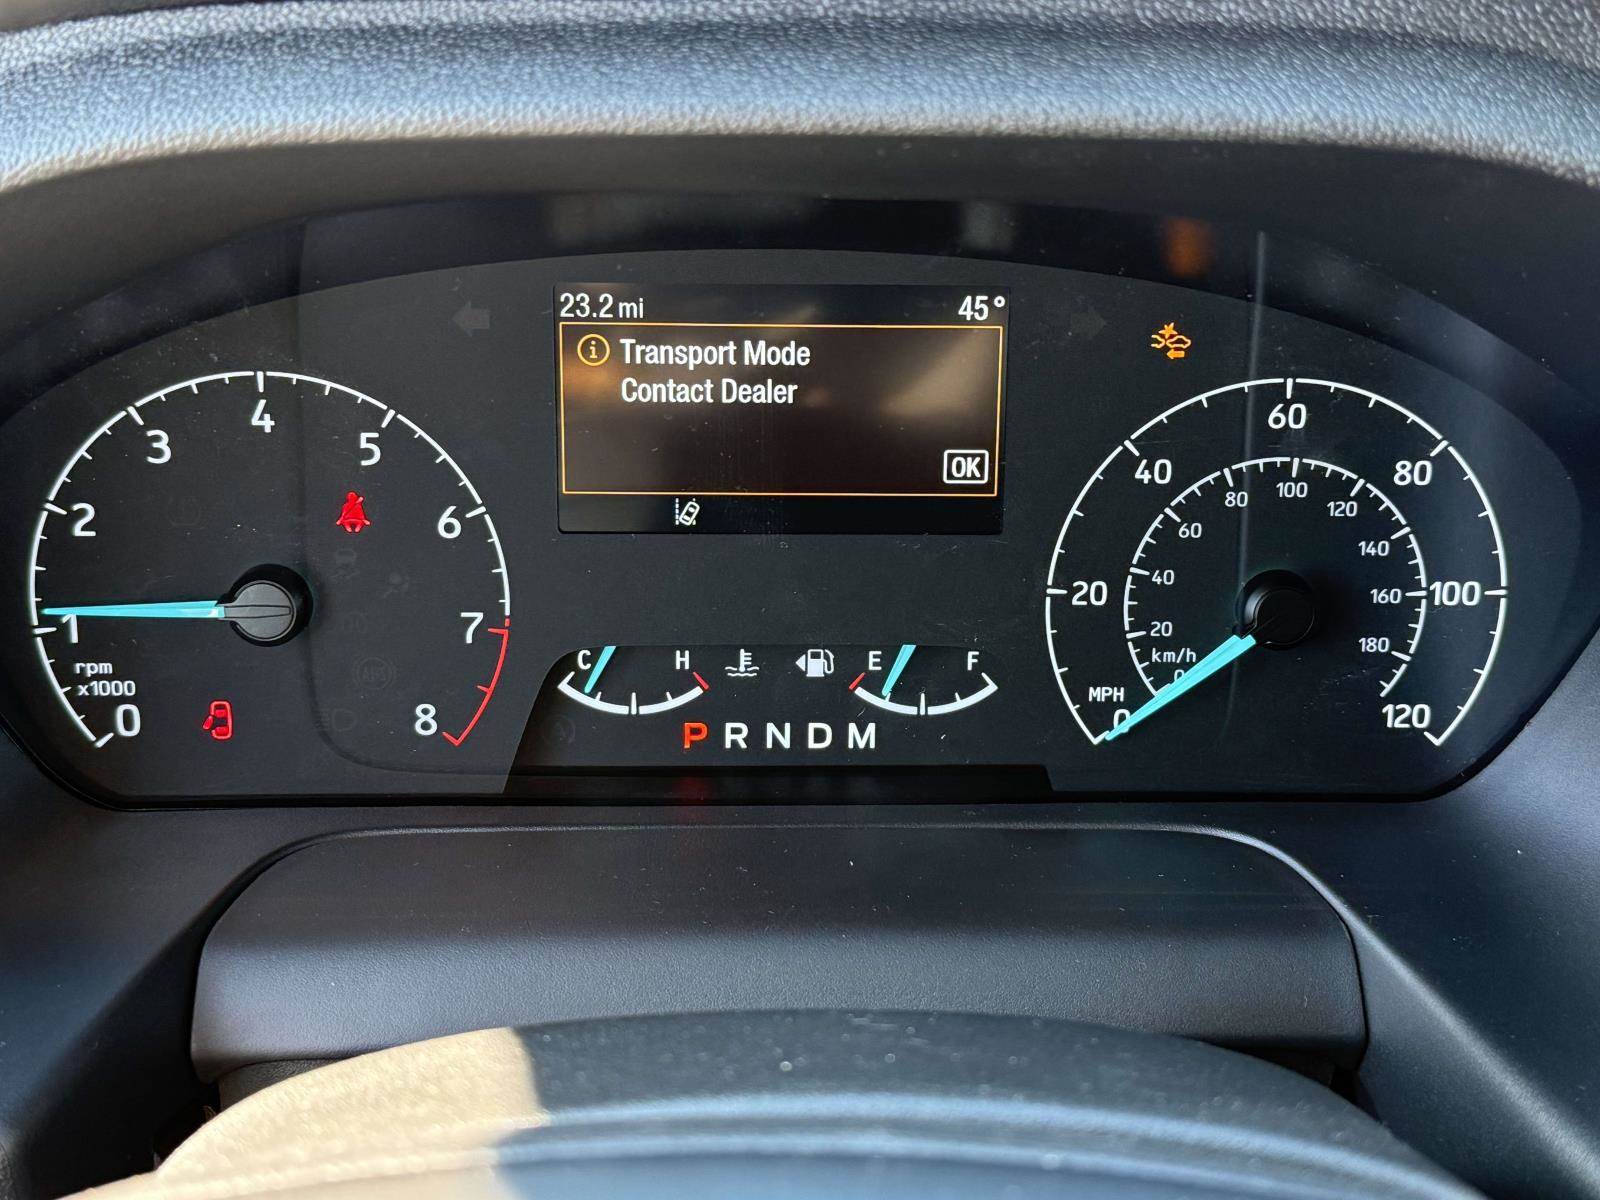 23.2 mi 45°
Transport Mode
Contact Dealer
OK
0 1 2 3 4 5 6 7 8
rpm
x1000
C H
E F
P R N D M
0 20 40 60 80 100 120
MPH
0 20 40 60 80 100 120 140 160 180
km/h